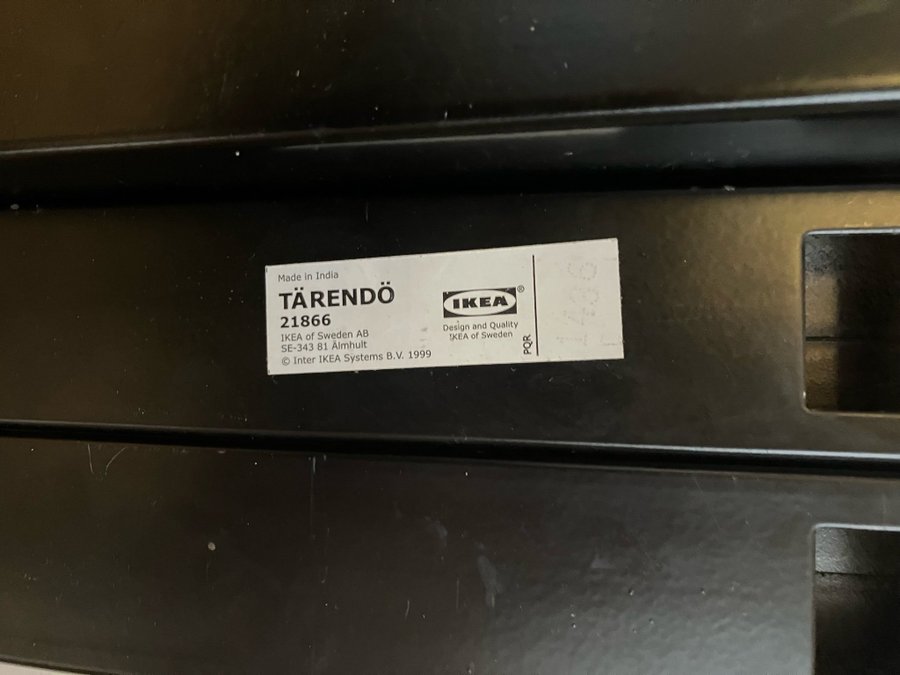 Made in India
TÄRENDÖ
21866
IKEA of Sweden AB
SE-343 81 Älmhult
© Inter IKEA Systems B.V. 1999
IKEA®
Design and Quality
IKEA of Sweden
PQR